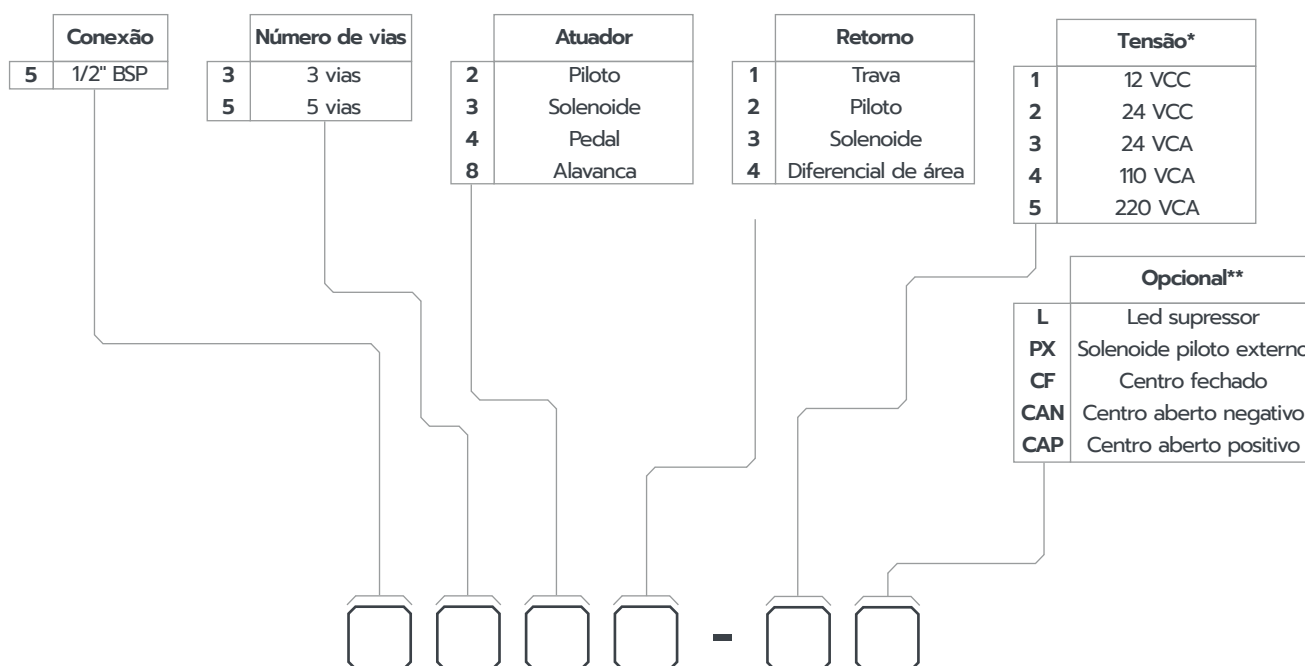 Conexão
5 1/2" BSP
Número de vias
3 3 vias
5 5 vias
Atuador
2 Piloto
3 Solenoide
4 Pedal
8 Alavanca
Retorno
1 Trava
2 Piloto
3 Solenoide
4 Diferencial de área
Tensão*
1 12 VCC
2 24 VCC
3 24 VCA
4 110 VCA
5 220 VCA
Opcional**
L Led supressor
PX Solenoide piloto externo
CF Centro fechado
CAN Centro aberto negativo
CAP Centro aberto positivo
-